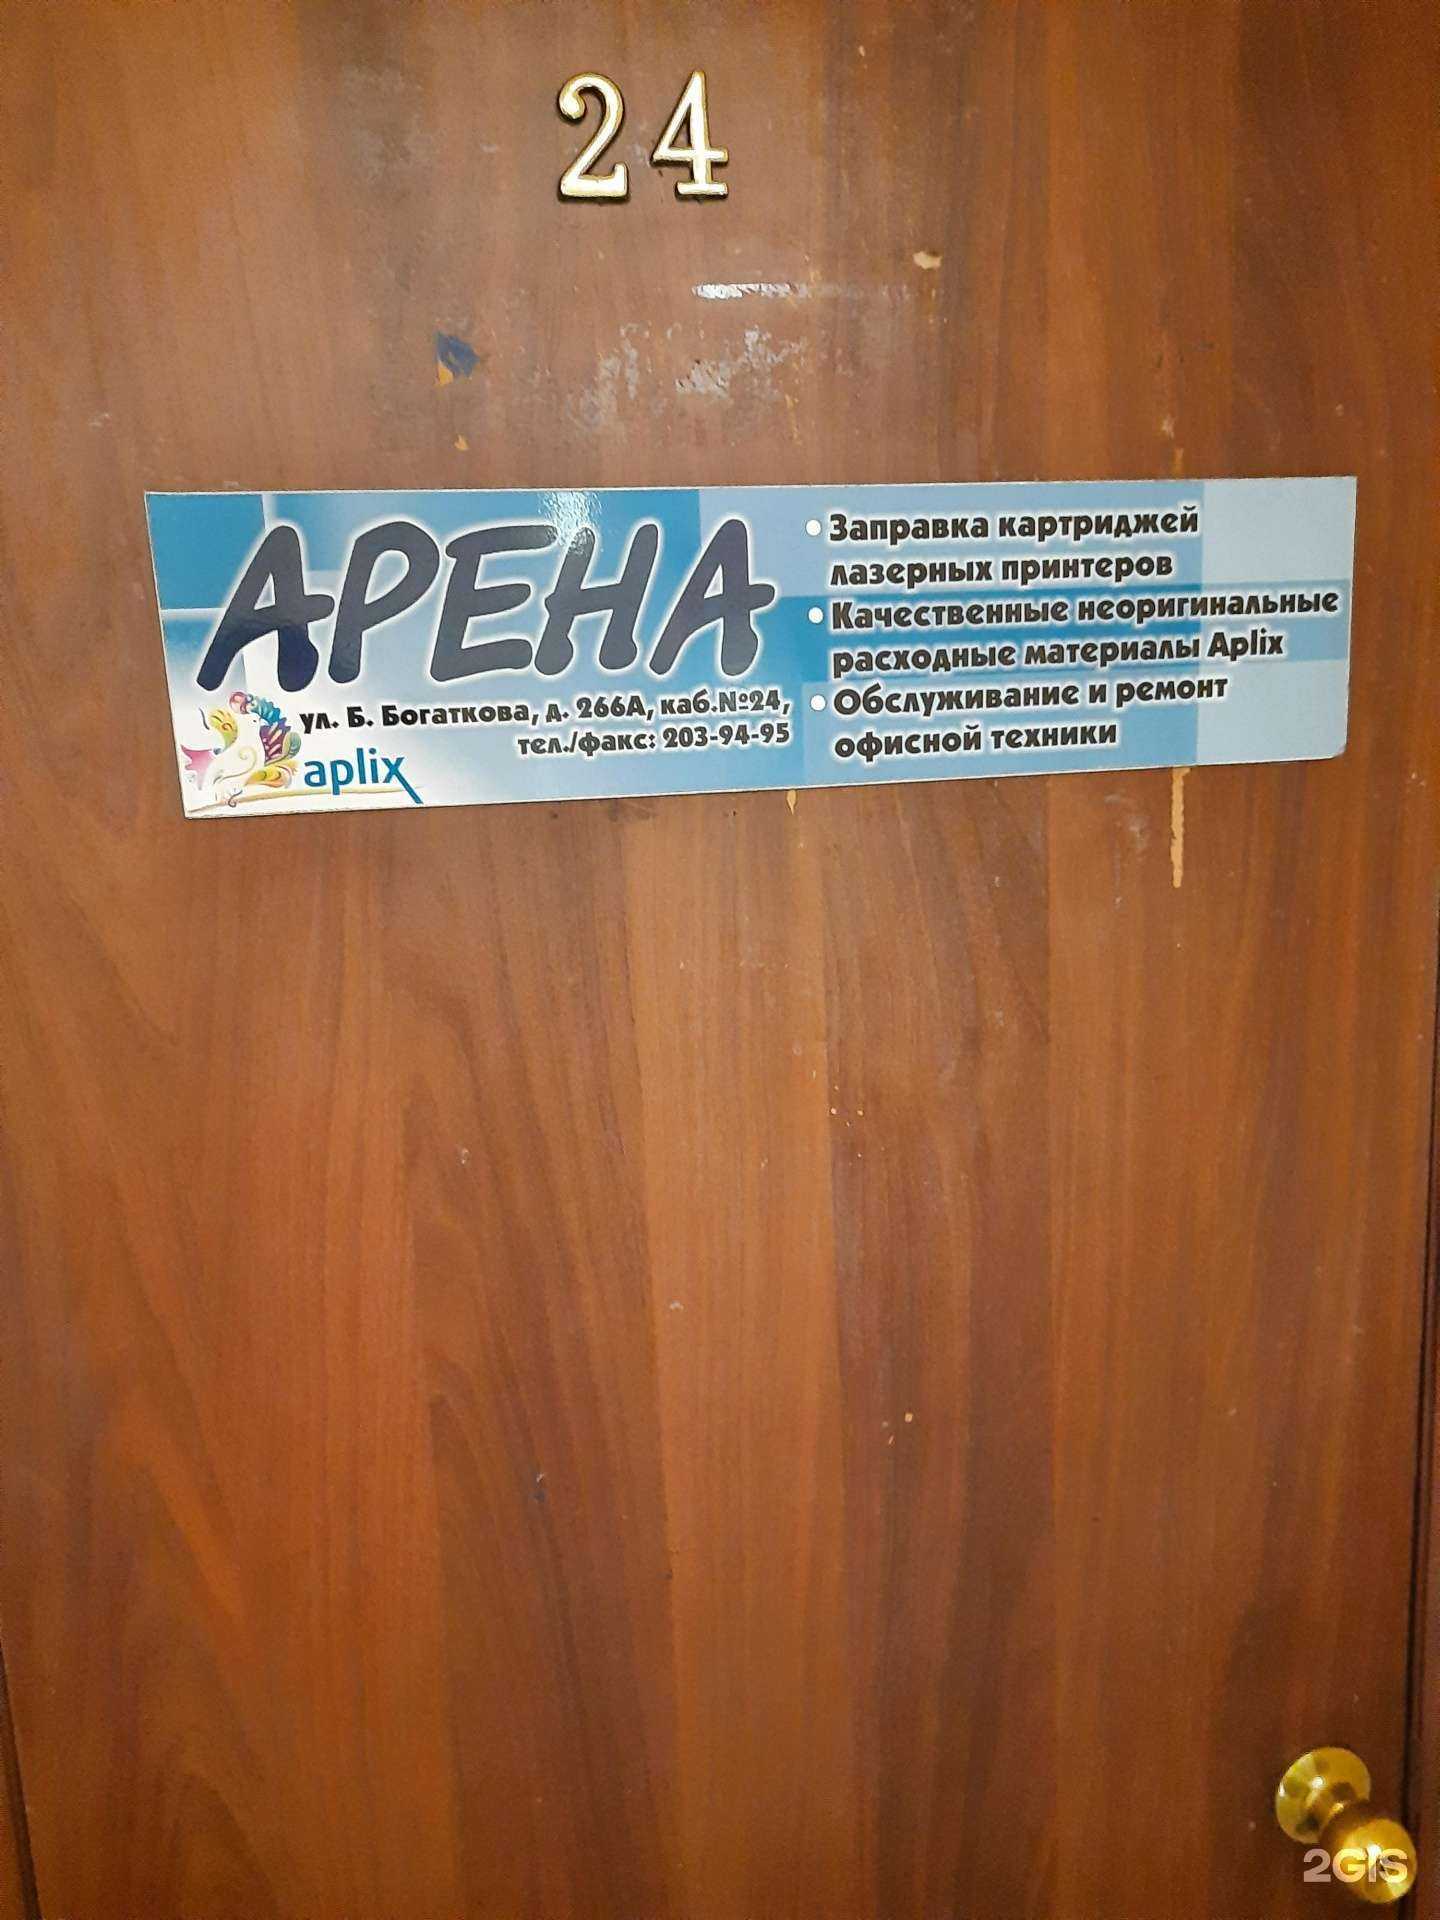 24
АРЕНА
ул. Б. Богаткова, д. 266А, каб.№24,
тел./факс: 203-94-95
aplix
• Заправка картриджей
лазерных принтеров
• Качественные неоригинальные
расходные материалы Aplix
• Обслуживание и ремонт
офисной техники
2GIS